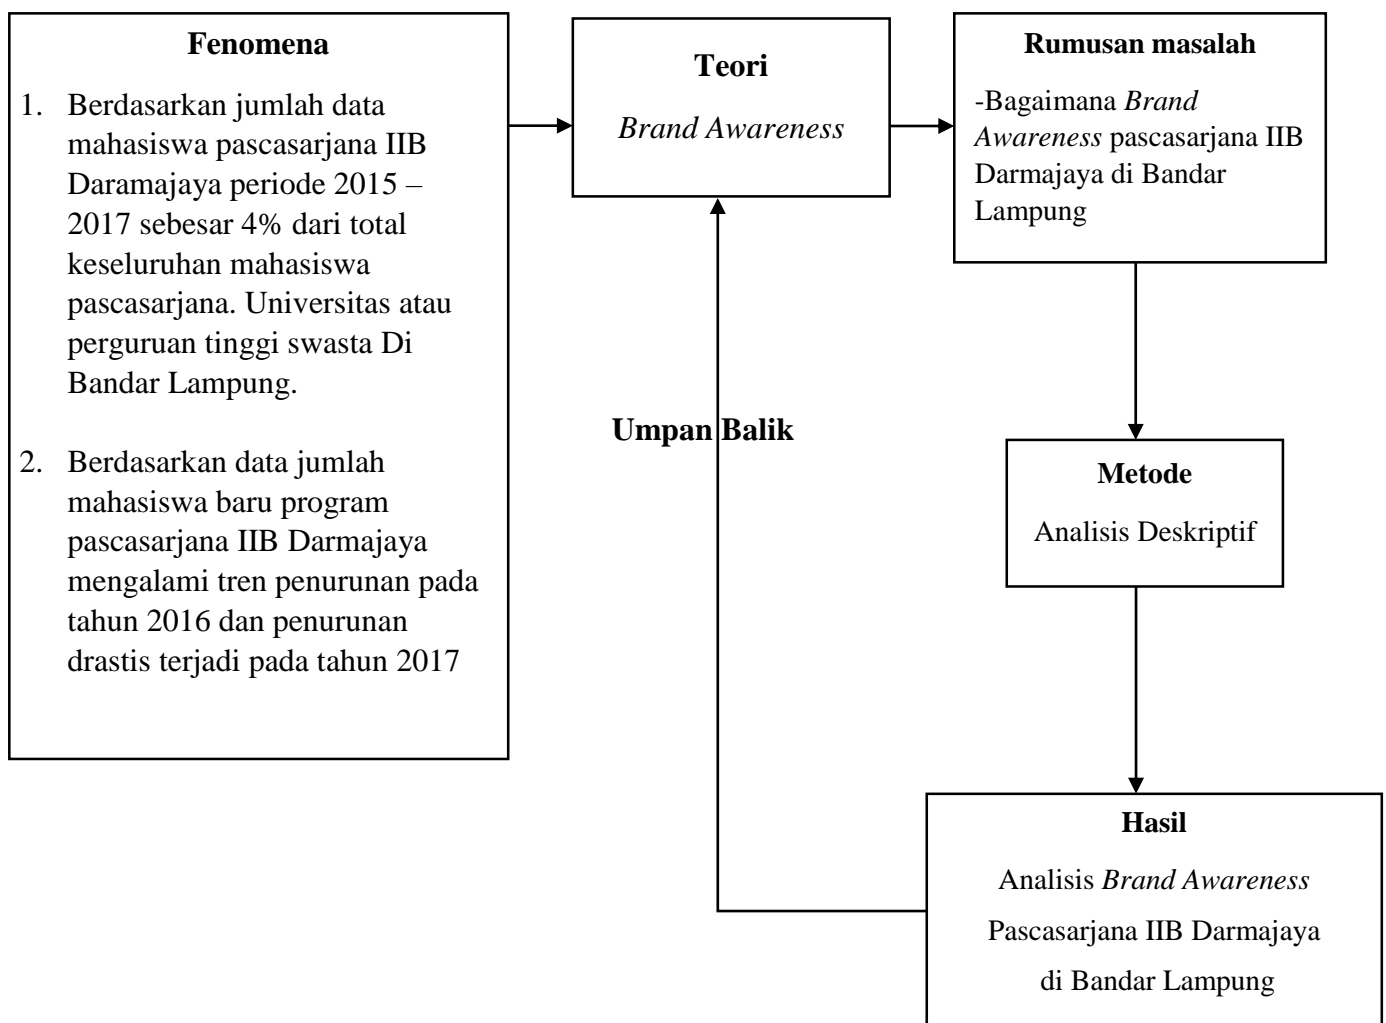 Fenomena
1. Berdasarkan jumlah data
mahasiswa pascasarjana IIB
Daramajaya periode 2015 –
2017 sebesar 4% dari total
keseluruhan mahasiswa
pascasarjana. Universitas atau
perguruan tinggi swasta Di
Bandar Lampung.
2. Berdasarkan data jumlah
mahasiswa baru program
pascasarjana IIB Darmajaya
mengalami tren penurunan pada
tahun 2016 dan penurunan
drastis terjadi pada tahun 2017
Teori
Brand Awareness
Rumusan masalah
-Bagaimana Brand
Awareness pascasarjana IIB
Darmajaya di Bandar
Lampung
Umpan Balik
Metode
Analisis Deskriptif
Hasil
Analisis Brand Awareness
Pascasarjana IIB Darmajaya
di Bandar Lampung